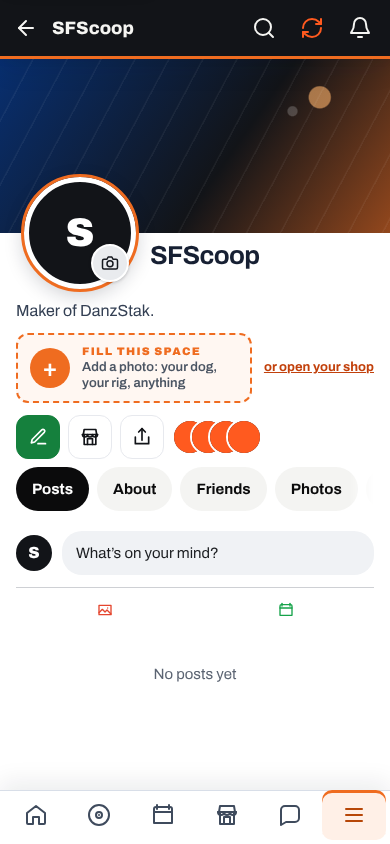 SFScoop
S
SFScoop
Maker of DanzStak.
FILL THIS SPACE
Add a photo: your dog,
your rig, anything
or open your shop
Posts
About
Friends
Photos
S
What's on your mind?
No posts yet